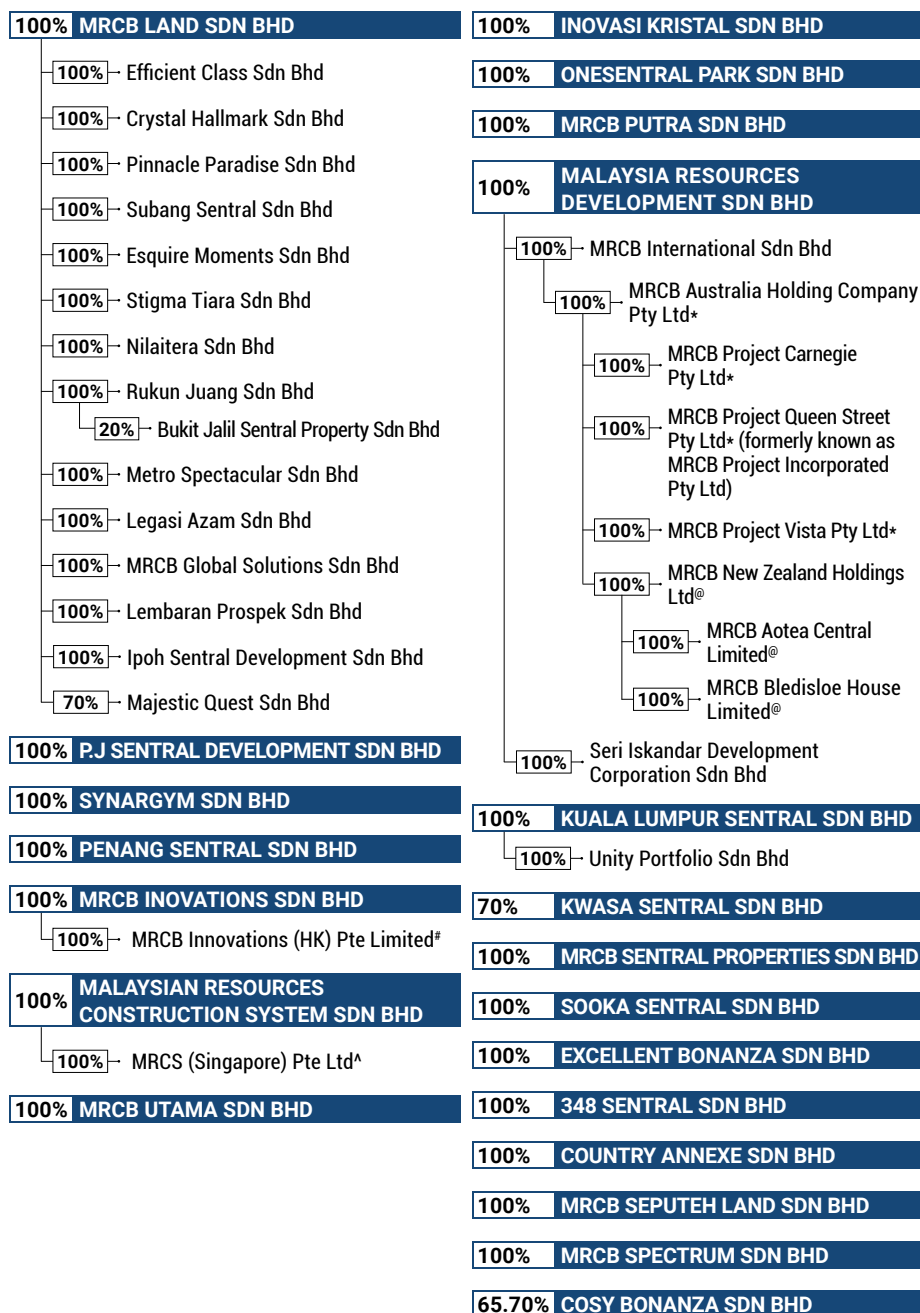 100% MRCB LAND SDN BHD
100% Efficient Class Sdn Bhd
100% Crystal Hallmark Sdn Bhd
100% Pinnacle Paradise Sdn Bhd
100% Subang Sentral Sdn Bhd
100% Esquire Moments Sdn Bhd
100% Stigma Tiara Sdn Bhd
100% Nilaitera Sdn Bhd
100% Rukun Juang Sdn Bhd
20% Bukit Jalil Sentral Property Sdn Bhd
100% Metro Spectacular Sdn Bhd
100% Legasi Azam Sdn Bhd
100% MRCB Global Solutions Sdn Bhd
100% Lembaran Prospek Sdn Bhd
100% Ipoh Sentral Development Sdn Bhd
70% Majestic Quest Sdn Bhd
100% P.J SENTRAL DEVELOPMENT SDN BHD
100% SYNARGYM SDN BHD
100% PENANG SENTRAL SDN BHD
100% MRCB INOVATIONS SDN BHD
100% MRCB Innovations (HK) Pte Limited#
100% MALAYSIAN RESOURCES
CONSTRUCTION SYSTEM SDN BHD
100% MRCS (Singapore) Pte Ltd^
100% MRCB UTAMA SDN BHD
100% INOVASI KRISTAL SDN BHD
100% ONESENTRAL PARK SDN BHD
100% MRCB PUTRA SDN BHD
100% MALAYSIA RESOURCES
DEVELOPMENT SDN BHD
100% MRCB International Sdn Bhd
100% MRCB Australia Holding Company
Pty Ltd*
100% MRCB Project Carnegie
Pty Ltd*
100% MRCB Project Queen Street
Pty Ltd* (formerly known as
MRCB Project Incorporated
Pty Ltd)
100% MRCB Project Vista Pty Ltd*
100% MRCB New Zealand Holdings
Ltd@
100% MRCB Aotea Central
Limited@
100% MRCB Bledisloe House
Limited@
100% Seri Iskandar Development
Corporation Sdn Bhd
100% KUALA LUMPUR SENTRAL SDN BHD
100% Unity Portfolio Sdn Bhd
70% KWASA SENTRAL SDN BHD
100% MRCB SENTRAL PROPERTIES SDN BHD
100% SOOKA SENTRAL SDN BHD
100% EXCELLENT BONANZA SDN BHD
100% 348 SENTRAL SDN BHD
100% COUNTRY ANNEXE SDN BHD
100% MRCB SEPUTEH LAND SDN BHD
100% MRCB SPECTRUM SDN BHD
65.70% COSY BONANZA SDN BHD